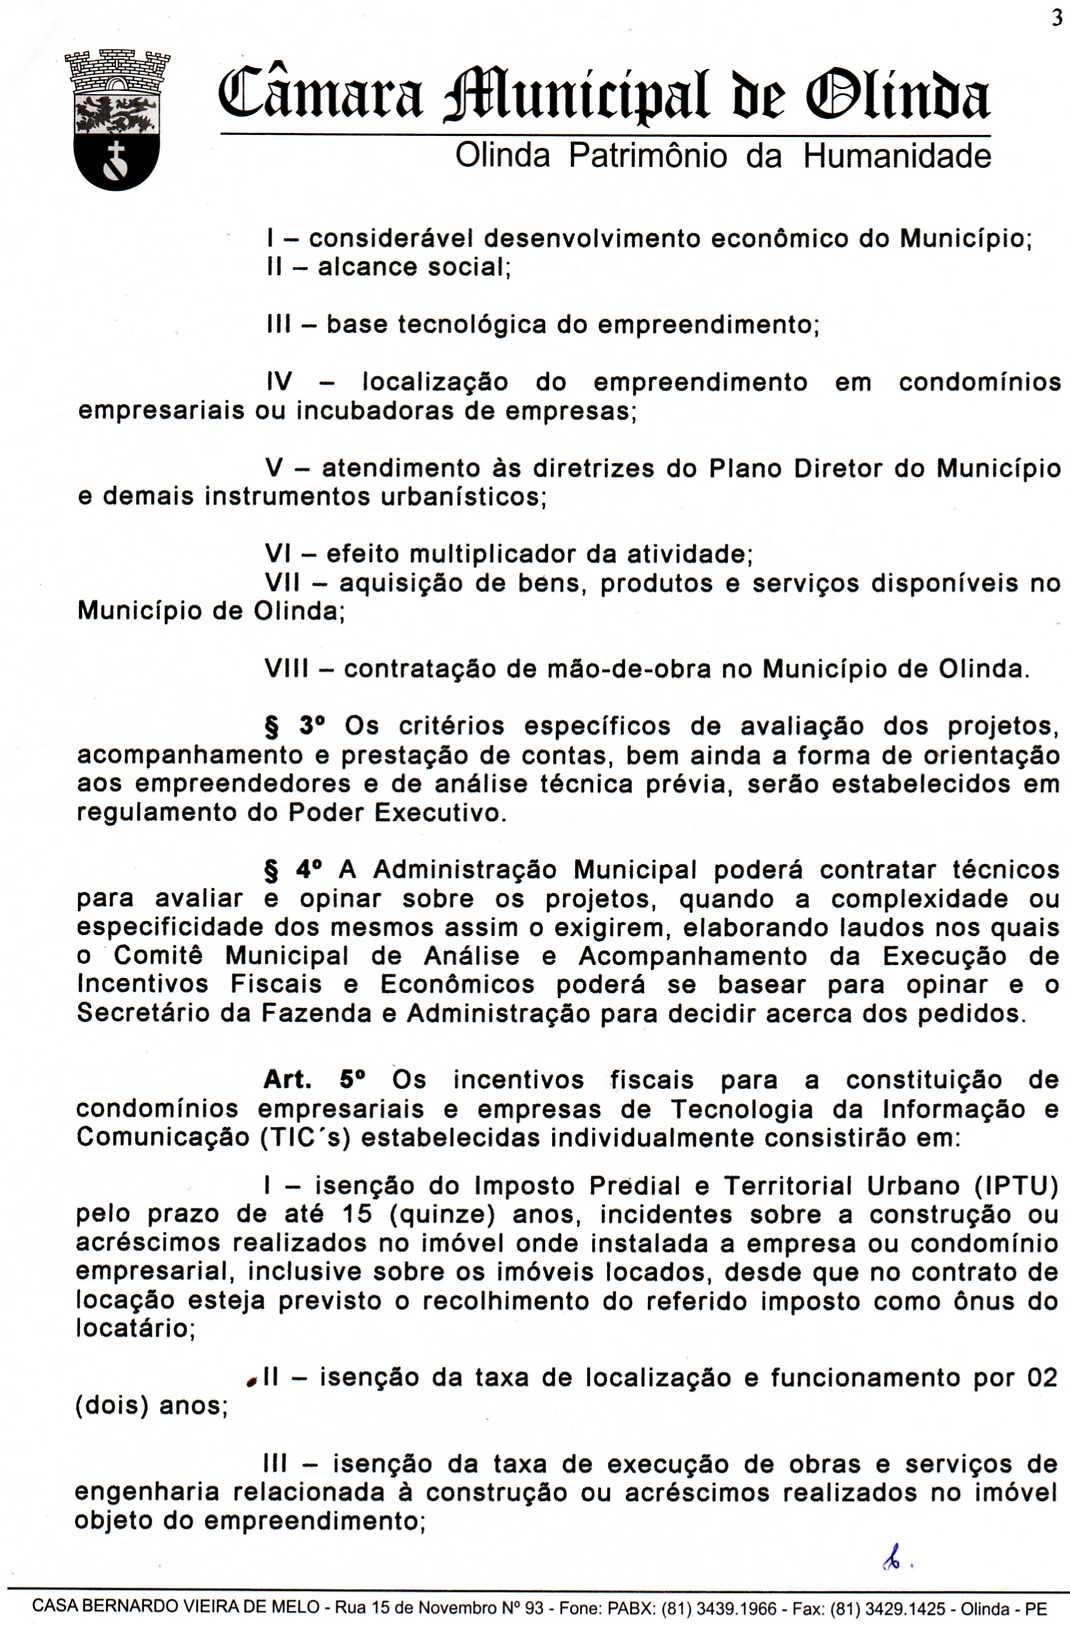 3
Câmara Municipal de Olinda
Olinda Patrimônio da Humanidade
I – considerável desenvolvimento econômico do Município;
II – alcance social;
III – base tecnológica do empreendimento;
IV – localização do empreendimento em condomínios
empresariais ou incubadoras de empresas;
V – atendimento às diretrizes do Plano Diretor do Município
e demais instrumentos urbanísticos;
VI – efeito multiplicador da atividade;
VII – aquisição de bens, produtos e serviços disponíveis no
Município de Olinda;
VIII – contratação de mão-de-obra no Município de Olinda.
§ 3º Os critérios específicos de avaliação dos projetos,
acompanhamento e prestação de contas, bem ainda a forma de orientação
aos empreendedores e de análise técnica prévia, serão estabelecidos em
regulamento do Poder Executivo.
§ 4º A Administração Municipal poderá contratar técnicos
para avaliar e opinar sobre os projetos, quando a complexidade ou
especificidade dos mesmos assim o exigirem, elaborando laudos nos quais
o Comitê Municipal de Análise e Acompanhamento da Execução de
Incentivos Fiscais e Econômicos poderá se basear para opinar e o
Secretário da Fazenda e Administração para decidir acerca dos pedidos.
Art. 5º Os incentivos fiscais para a constituição de
condomínios empresariais e empresas de Tecnologia da Informação e
Comunicação (TIC´s) estabelecidas individualmente consistirão em:
I – isenção do Imposto Predial e Territorial Urbano (IPTU)
pelo prazo de até 15 (quinze) anos, incidentes sobre a construção ou
acréscimos realizados no imóvel onde instalada a empresa ou condomínio
empresarial, inclusive sobre os imóveis locados, desde que no contrato de
locação esteja previsto o recolhimento do referido imposto como ônus do
locatário;
II – isenção da taxa de localização e funcionamento por 02
(dois) anos;
III – isenção da taxa de execução de obras e serviços de
engenharia relacionada à construção ou acréscimos realizados no imóvel
objeto do empreendimento;
CASA BERNARDO VIEIRA DE MELO - Rua 15 de Novembro Nº 93 - Fone: PABX: (81) 3439.1966 - Fax: (81) 3429.1425 - Olinda - PE